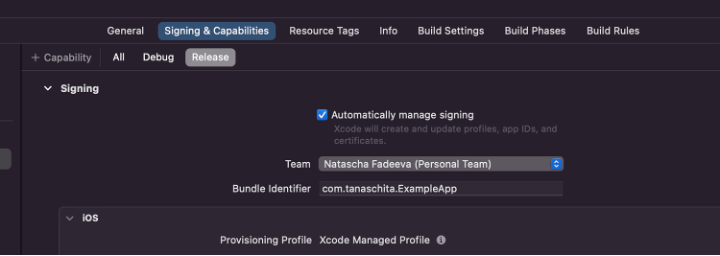 General Signing & Capabilities Resource Tags Info Build Settings Build Phases Build Rules
+ Capability All Debug Release
Signing
Automatically manage signing
Xcode will create and update profiles, app IDs, and
certificates.
Team Natascha Fadeeva (Personal Team)
Bundle Identifier com.tanaschita.ExampleApp
iOS
Provisioning Profile Xcode Managed Profile